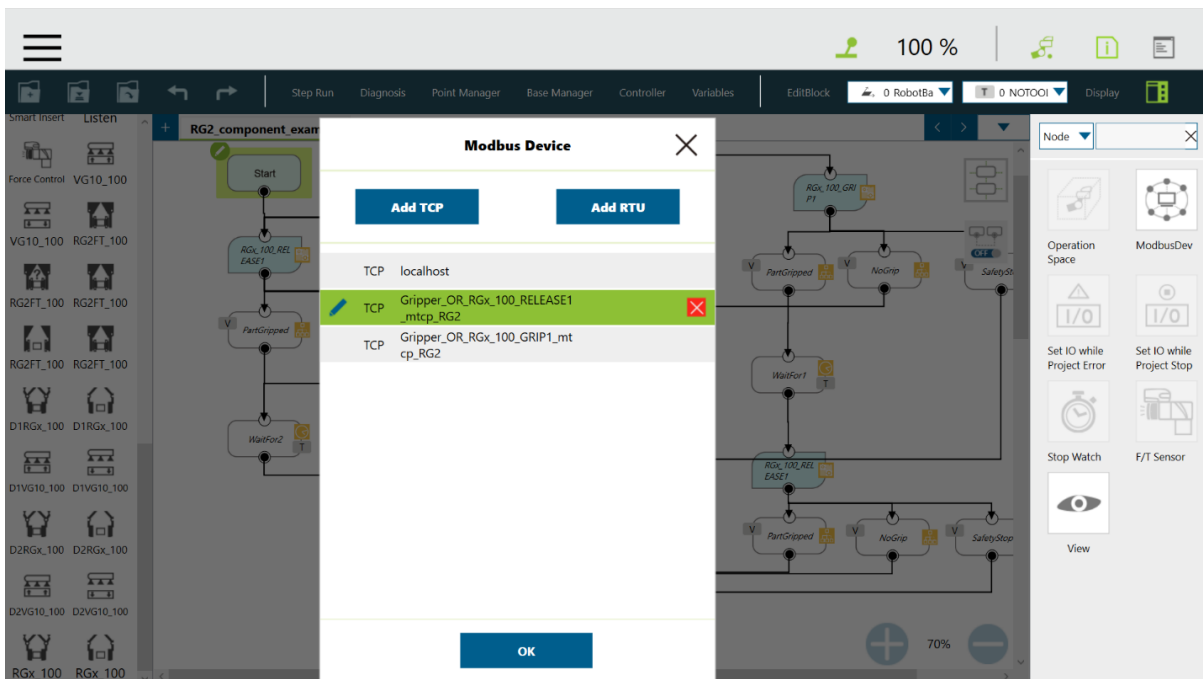 100 %
Step Run
Diagnosis
Point Manager
Base Manager
Controller
Variables
EditBlock
0 RobotBa
T 0 NOTOOl
Display
Smart Insert
Listen
Force Control
VG10_100
VG10_100
RG2FT_100
RG2FT_100
RG2FT_100
RG2FT_100
RG2FT_100
D1RGx_100
D1RGx_100
D1VG10_100
D1VG10_100
D2RGx_100
D2RGx_100
D2VG10_100
D2VG10_100
RGx_100
RGx_100
+
RG2_component_exam
Start
RGx_100_REL
EASE1
V
PartGripped
WaitFor2
T
Modbus Device
Add TCP
Add RTU
TCP localhost
TCP Gripper_OR_RGx_100_RELEASE1
_mtcp_RG2
TCP Gripper_OR_RGx_100_GRIP1_mt
cp_RG2
OK
RGx_100_GRI
P1
V
PartGripped
V
NoGrip
V
SafetySt
OFF
WaitFor1
T
RGx_100_REL
EASE1
V
PartGripped
V
NoGrip
V
SafetyStop
70%
Node
Operation
Space
ModbusDev
I/O
I/O
Set IO while
Project Error
Set IO while
Project Stop
Stop Watch
F/T Sensor
View